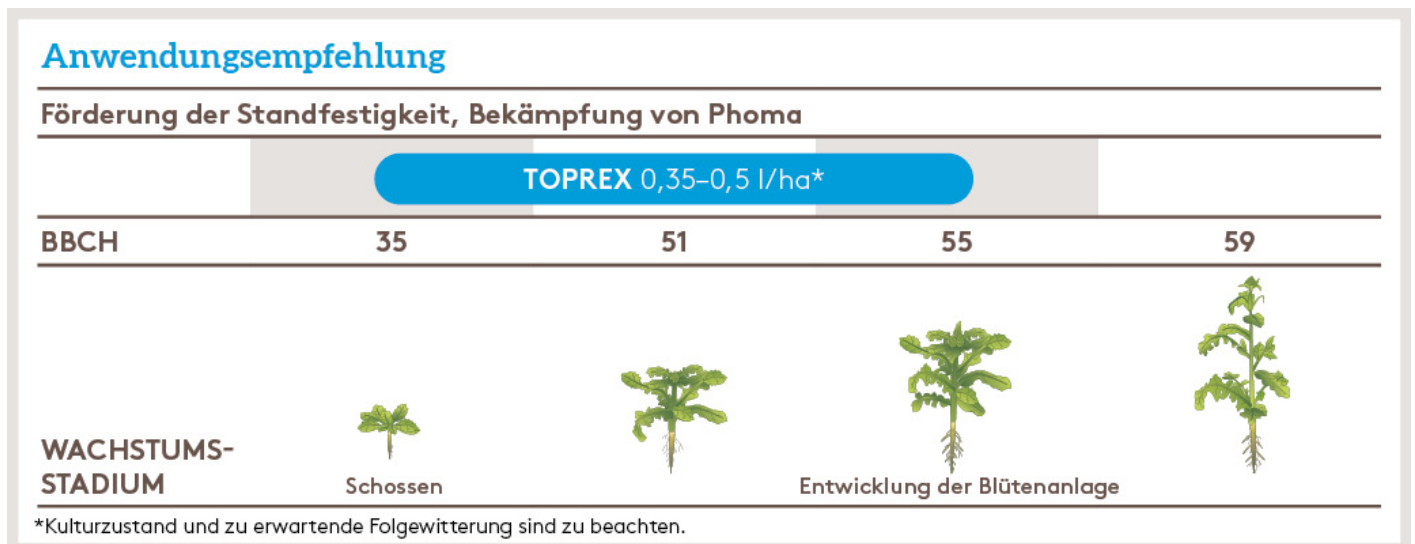 Anwendungsempfehlung
Förderung der Standfestigkeit, Bekämpfung von Phoma
TOPREX 0,35–0,5 l/ha*
BBCH 35 51 55 59
WACHSTUMS-
STADIUM Schossen Entwicklung der Blütenanlage
*Kulturzustand und zu erwartende Folgewitterung sind zu beachten.